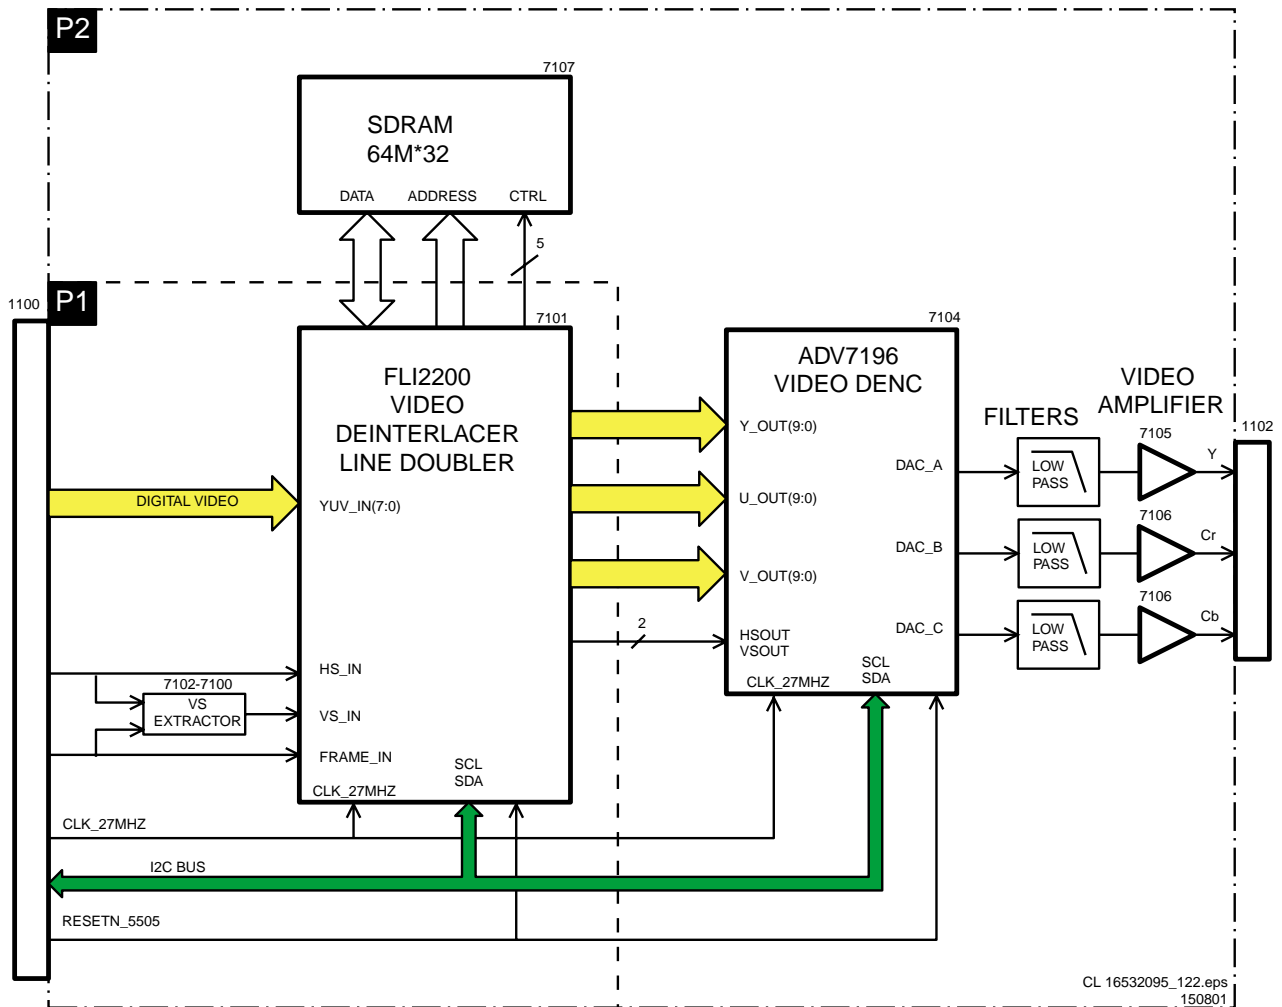 P2
7107
SDRAM
64M*32
DATA
ADDRESS
CTRL
5
P1
1100
7101
FLI2200
VIDEO
DEINTERLACER
LINE DOUBLER
DIGITAL VIDEO
YUV_IN(7:0)
HS_IN
7102-7100
VS
EXTRACTOR
VS_IN
FRAME_IN
SCL
SDA
CLK_27MHZ
CLK_27MHZ
I2C BUS
RESETN_5505
2
7104
ADV7196
VIDEO DENC
Y_OUT(9:0)
U_OUT(9:0)
V_OUT(9:0)
HSOUT
VSOUT
CLK_27MHZ
SCL
SDA
DAC_A
DAC_B
DAC_C
FILTERS
LOW
PASS
LOW
PASS
LOW
PASS
VIDEO
AMPLIFIER
7105
7106
7106
Y
Cr
Cb
1102
CL 16532095_122.eps
150801